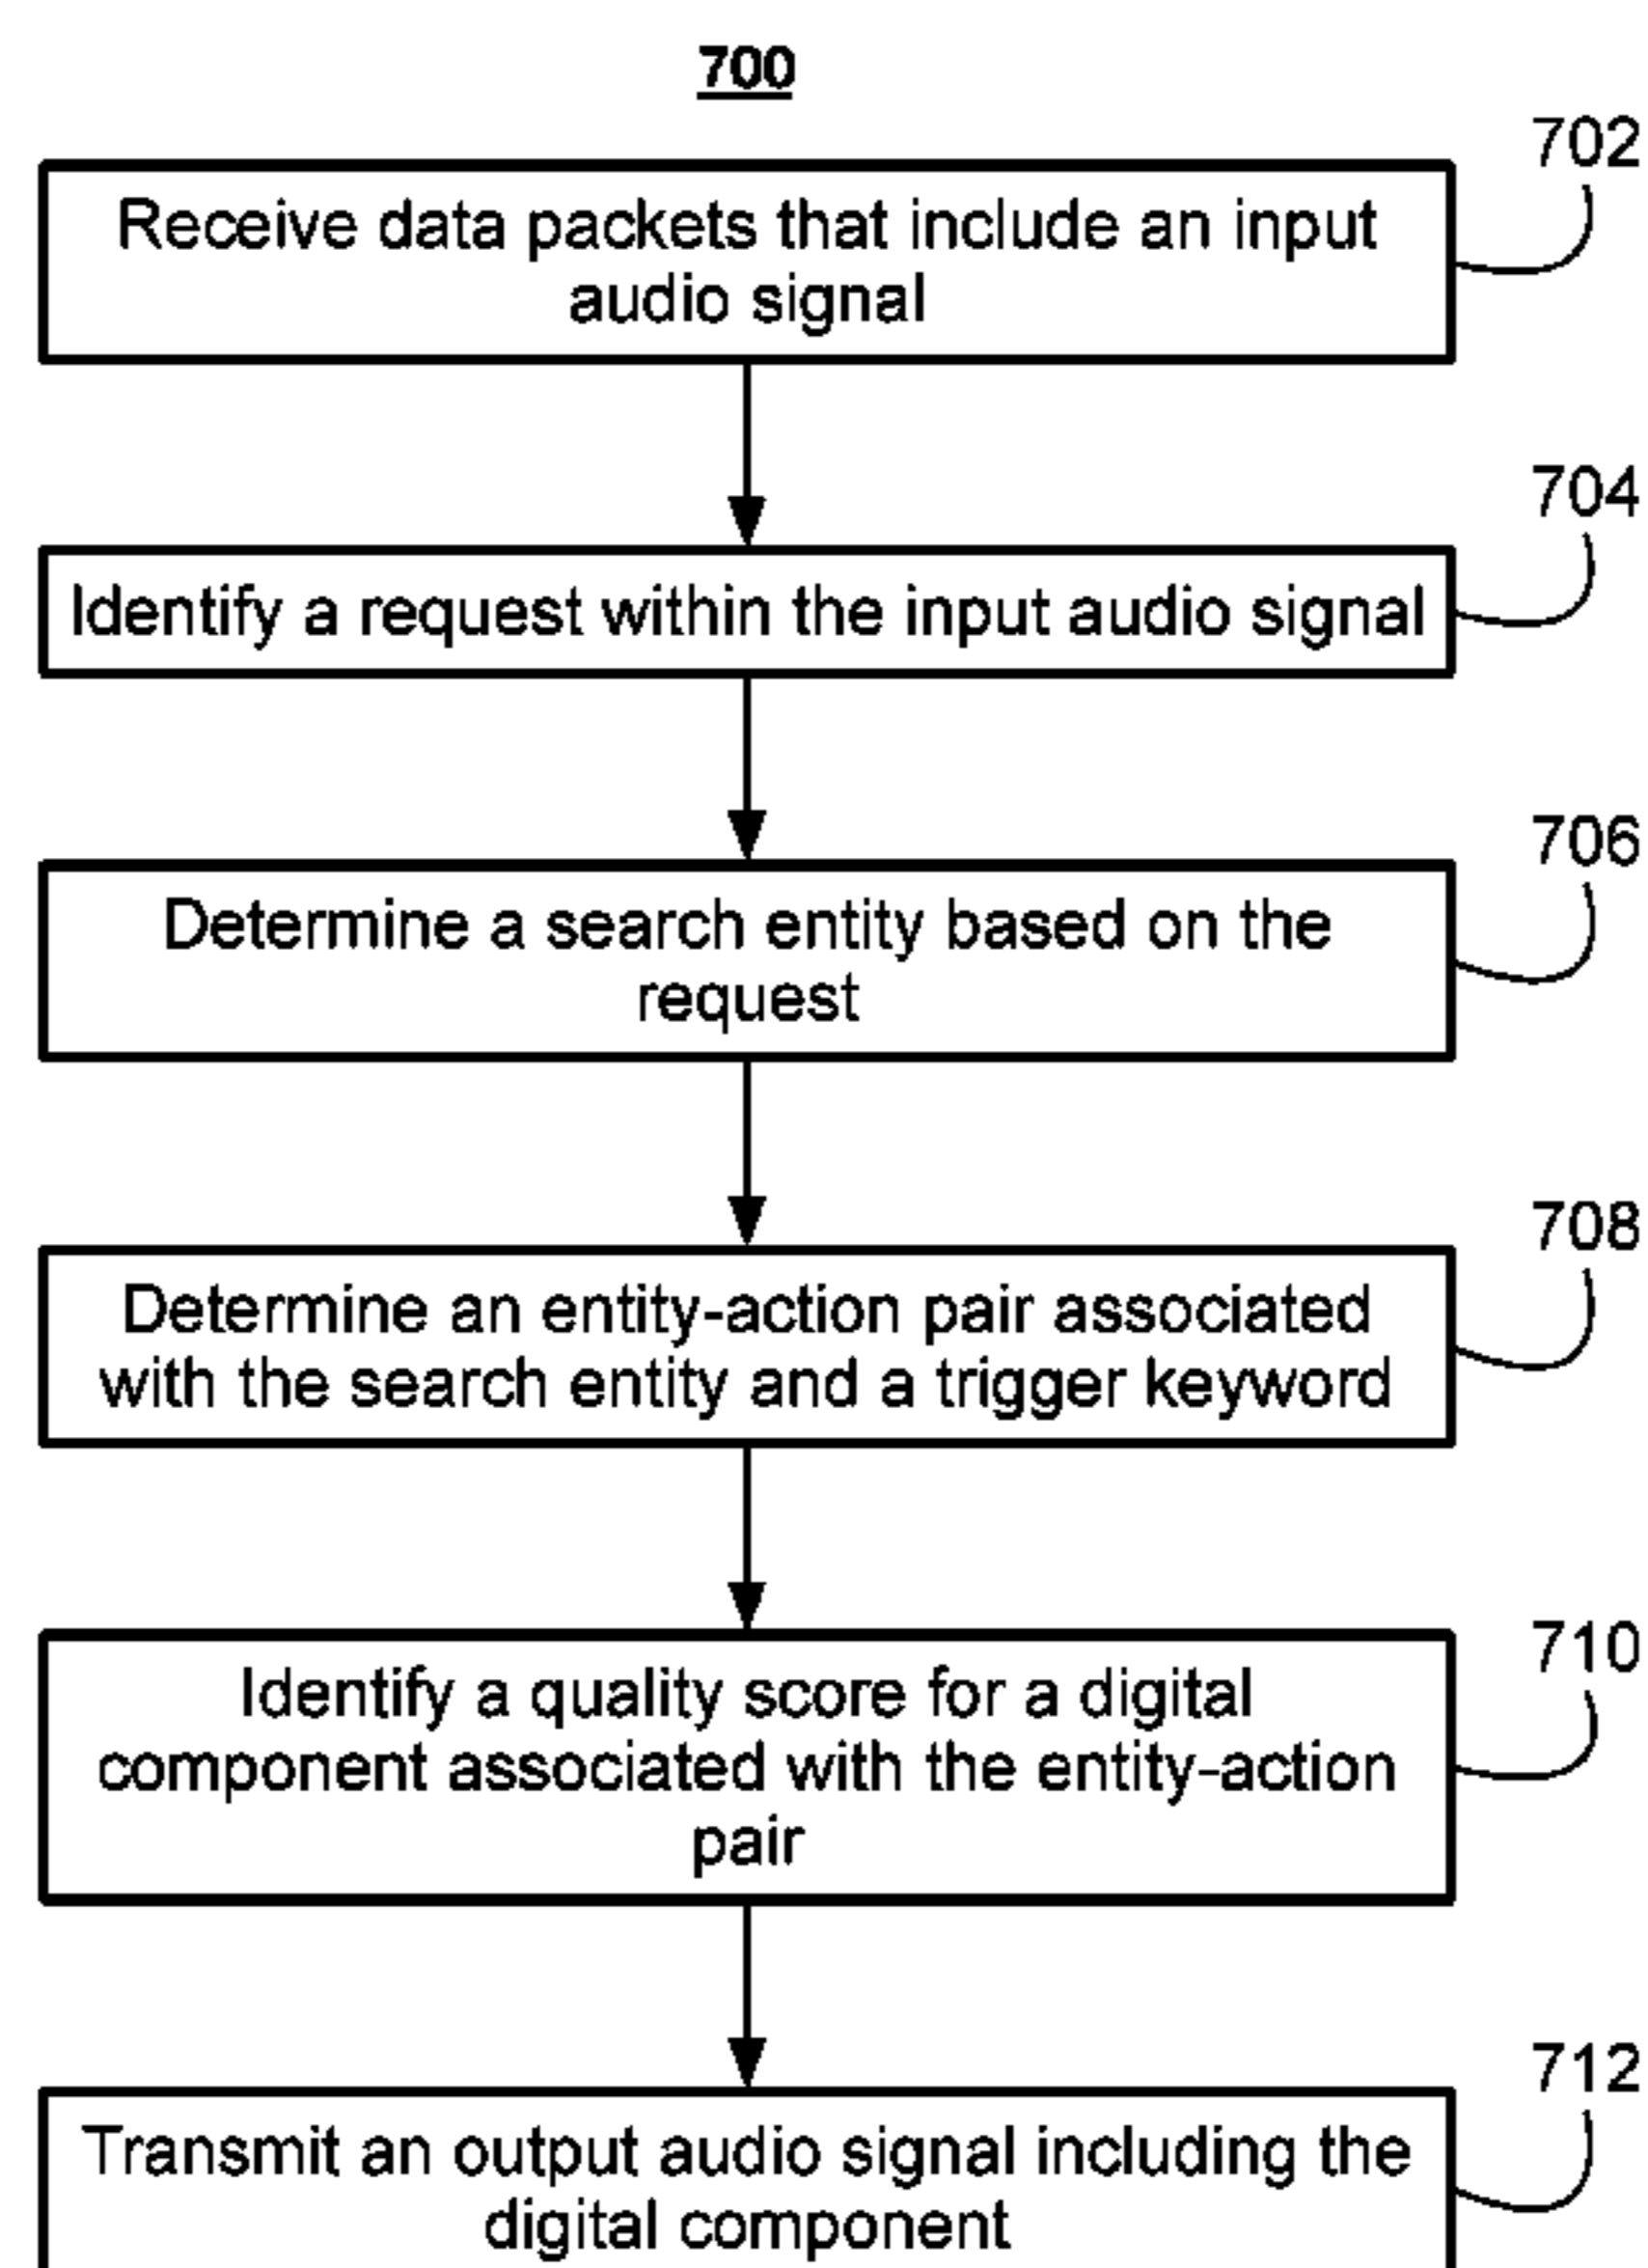 700
702
Receive data packets that include an input
audio signal
704
Identify a request within the input audio signal
706
Determine a search entity based on the
request
708
Determine an entity-action pair associated
with the search entity and a trigger keyword
710
Identify a quality score for a digital
component associated with the entity-action
pair
712
Transmit an output audio signal including the
digital component